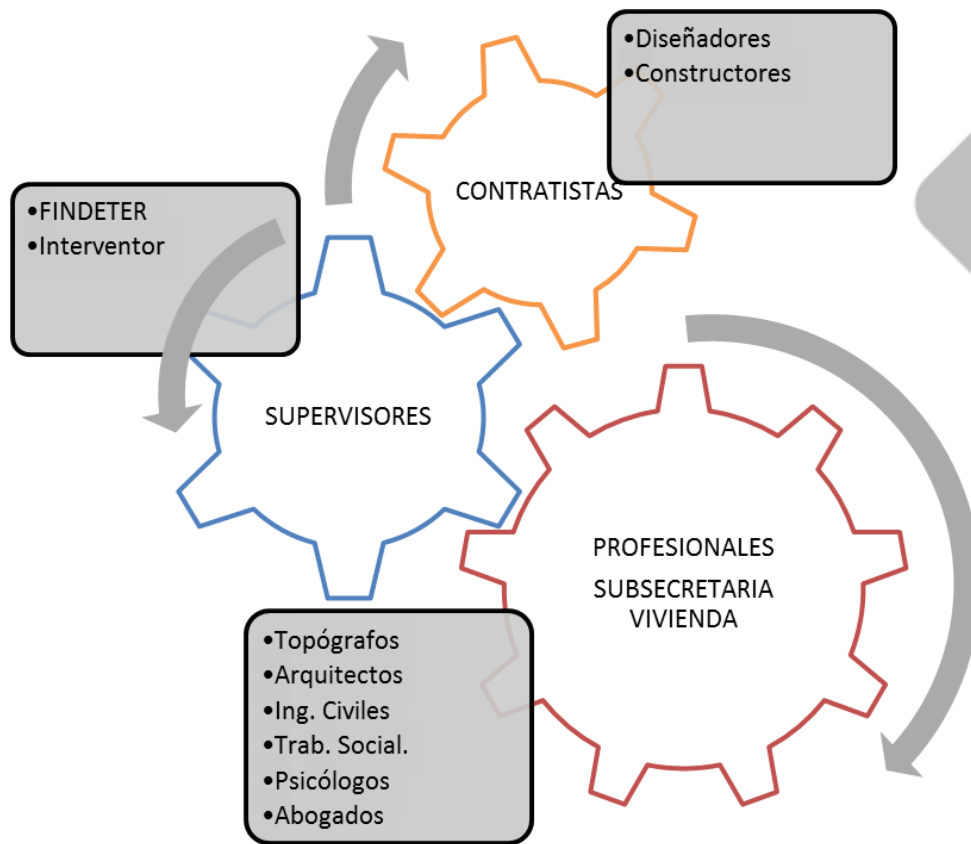 •Diseñadores
•Constructores
CONTRATISTAS
•FINDETER
•Interventor
SUPERVISORES
PROFESIONALES
SUBSECRETARIA
VIVIENDA
•Topógrafos
•Arquitectos
•Ing. Civiles
•Trab. Social.
•Psicólogos
•Abogados